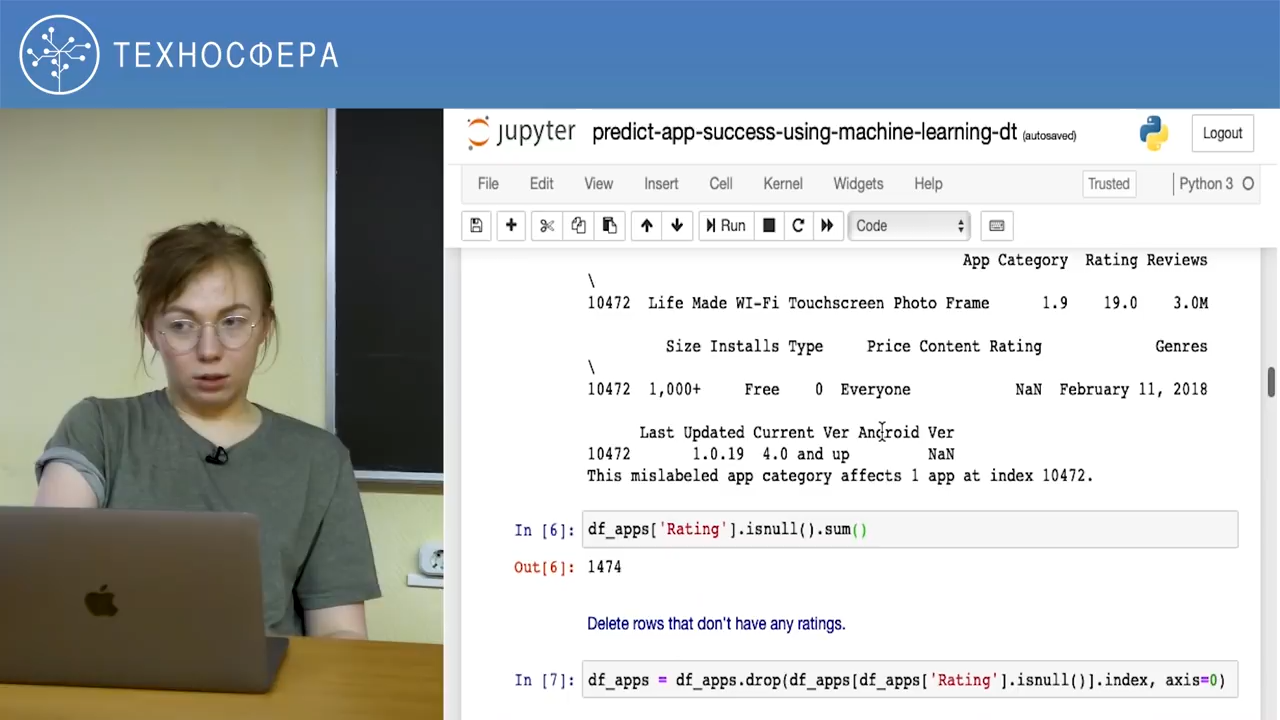 ТЕХНОСФЕРА
jupyter predict-app-success-using-machine-learning-dt (autosaved)
Logout
File Edit View Insert Cell Kernel Widgets Help Trusted Python 3
Run Code
App Category Rating Reviews
\
10472 Life Made WI-Fi Touchscreen Photo Frame 1.9 19.0 3.0M
Size Installs Type Price Content Rating Genres
\
10472 1,000+ Free 0 Everyone NaN February 11, 2018
Last Updated Current Ver Android Ver
10472 1.0.19 4.0 and up NaN
This mislabeled app category affects 1 app at index 10472.
In [6]: df_apps['Rating'].isnull().sum()
Out[6]: 1474
Delete rows that don't have any ratings.
In [7]: df_apps = df_apps.drop(df_apps[df_apps['Rating'].isnull()].index, axis=0)